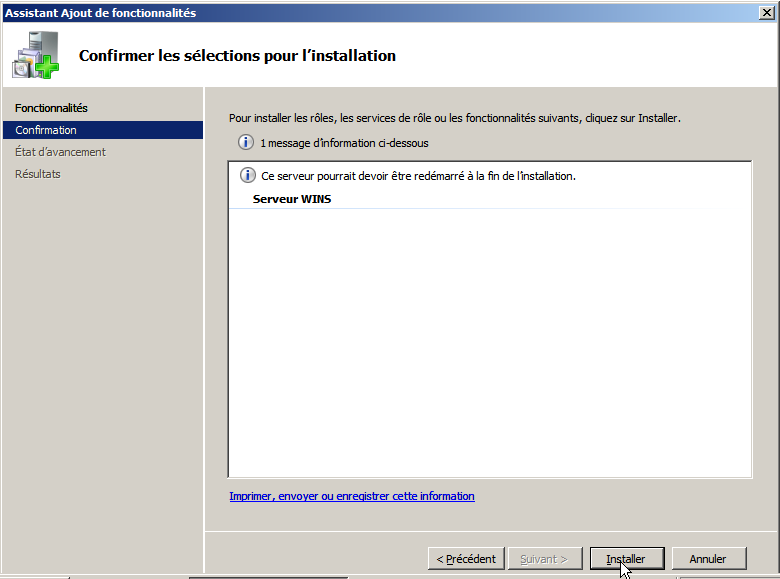 Assistant Ajout de fonctionnalités
Confirmer les sélections pour l'installation
Fonctionnalités
Confirmation
État d'avancement
Résultats
Pour installer les rôles, les services de rôle ou les fonctionnalités suivants, cliquez sur Installer.
1 message d'information ci-dessous
Ce serveur pourrait devoir être redémarré à la fin de l'installation.
Serveur WINS
Imprimer, envoyer ou enregistrer cette information
< Précédent
Suivant >
Installer
Annuler